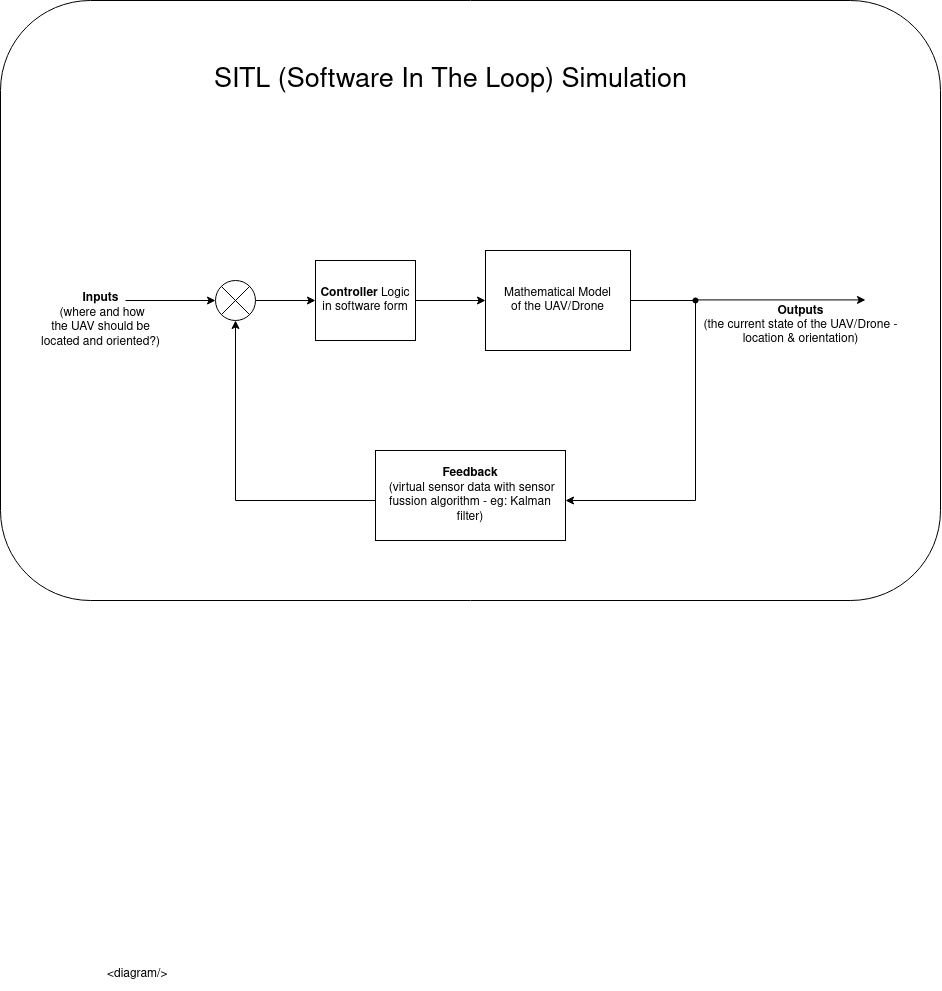 SITL (Software In The Loop) Simulation
Inputs
(where and how
the UAV should be
located and oriented?)
Controller Logic
in software form
Mathematical Model
of the UAV/Drone
Outputs
(the current state of the UAV/Drone -
location & orientation)
Feedback
(virtual sensor data with sensor
fussion algorithm - eg: Kalman
filter)
<diagram/>